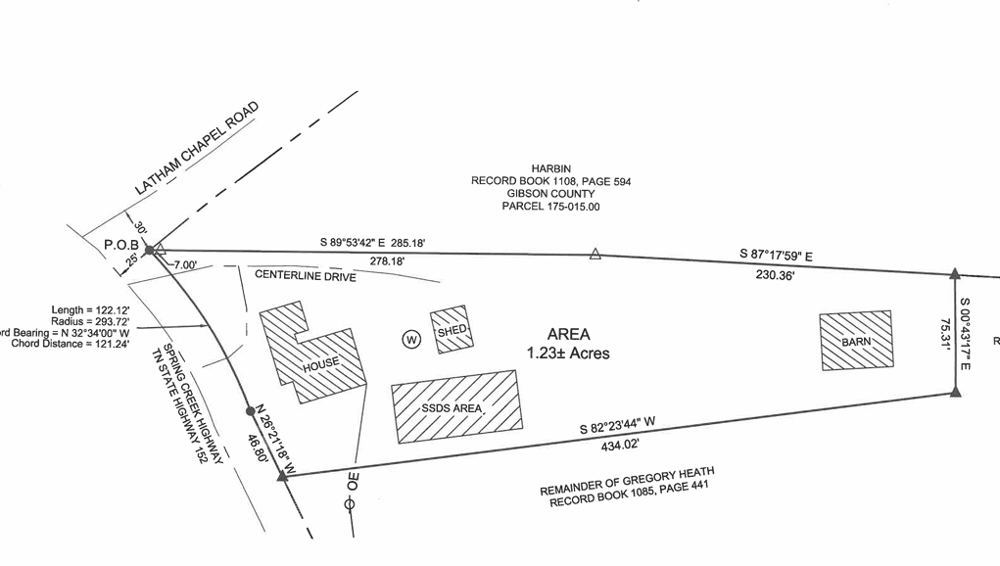 LATHAM CHAPEL ROAD
HARBIN
RECORD BOOK 1108, PAGE 594
GIBSON COUNTY
PARCEL 175-015.00
30'
P.O.B
25'
7.00'
S 89°53'42" E 285.18'
278.18'
S 87°17'59" E
230.36'
CENTERLINE DRIVE
Length = 122.12'
Radius = 293.72'
rd Bearing = N 32°34'00" W
Chord Distance = 121.24'
SPRING CREEK HIGHWAY
TN STATE HIGHWAY 152
HOUSE
W
SHED
AREA
1.23± Acres
BARN
S 00°43'17" E
75.31'
R
SSDS AREA
N 26°21'18" W
46.80'
S 82°23'44" W
434.02'
OE
REMAINDER OF GREGORY HEATH
RECORD BOOK 1085, PAGE 441